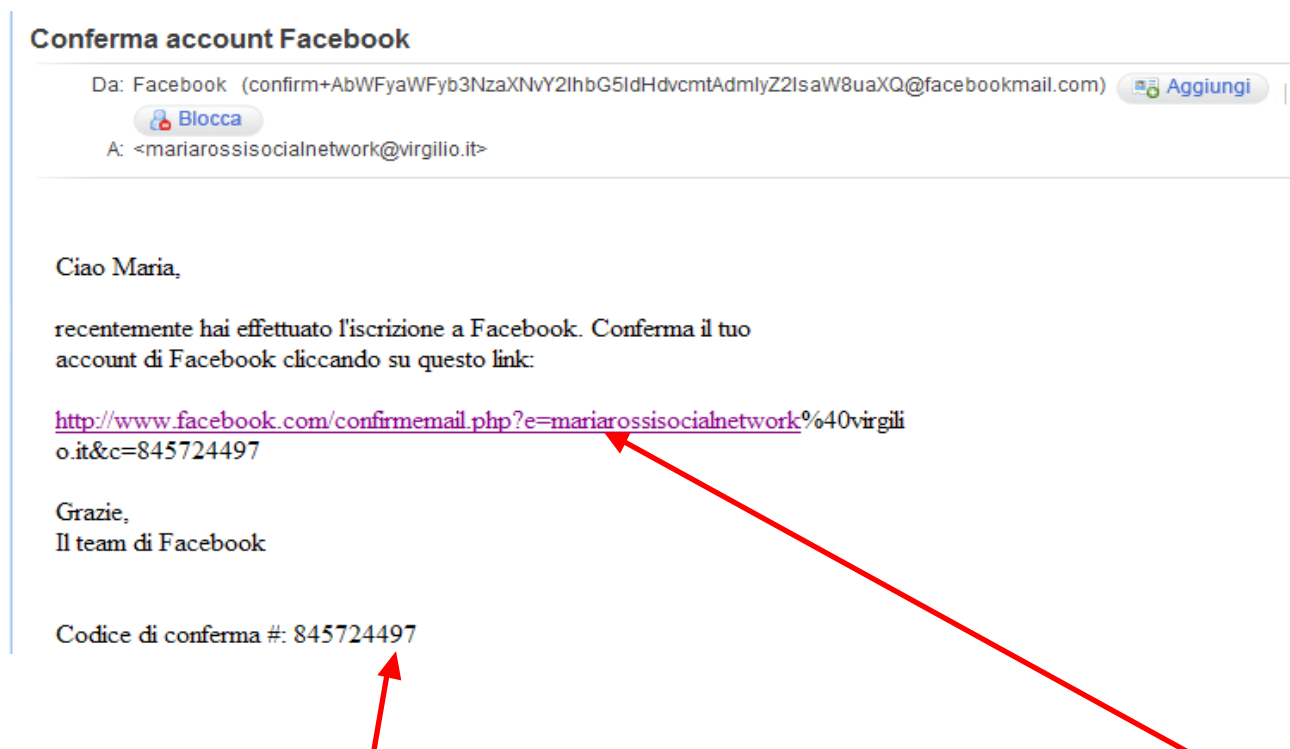 Conferma account Facebook
Da: Facebook (confirm+AbWFyaWFyb3NzaXNvY2lhbG5ldHdvcmtAdmlyZ2lsaW8uaXQ@facebookmail.com) Aggiungi |
Blocca
A: <mariarossisocialnetwork@virgilio.it>
Ciao Maria,
recentemente hai effettuato l'iscrizione a Facebook. Conferma il tuo
account di Facebook cliccando su questo link:
http://www.facebook.com/confirmemail.php?e=mariarossisocialnetwork%40virgili
o.it&c=845724497
Grazie,
Il team di Facebook
Codice di conferma #: 845724497